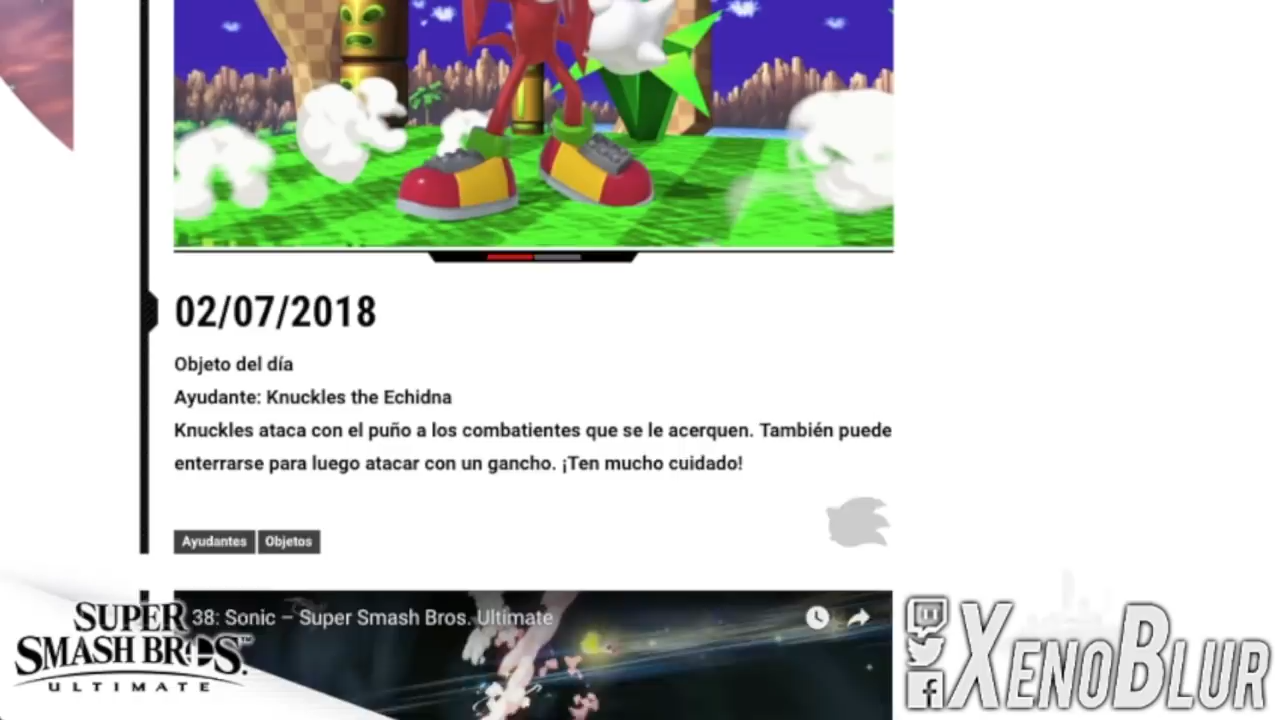 02/07/2018
Objeto del día
Ayudante: Knuckles the Echidna
Knuckles ataca con el puño a los combatientes que se le acerquen. También puede
enterrarse para luego atacar con un gancho. ¡Ten mucho cuidado!
Ayudantes Objetos
38: Sonic – Super Smash Bros. Ultimate
SUPER
SMASH BROS.™
ULTIMATE
XENOBLUR